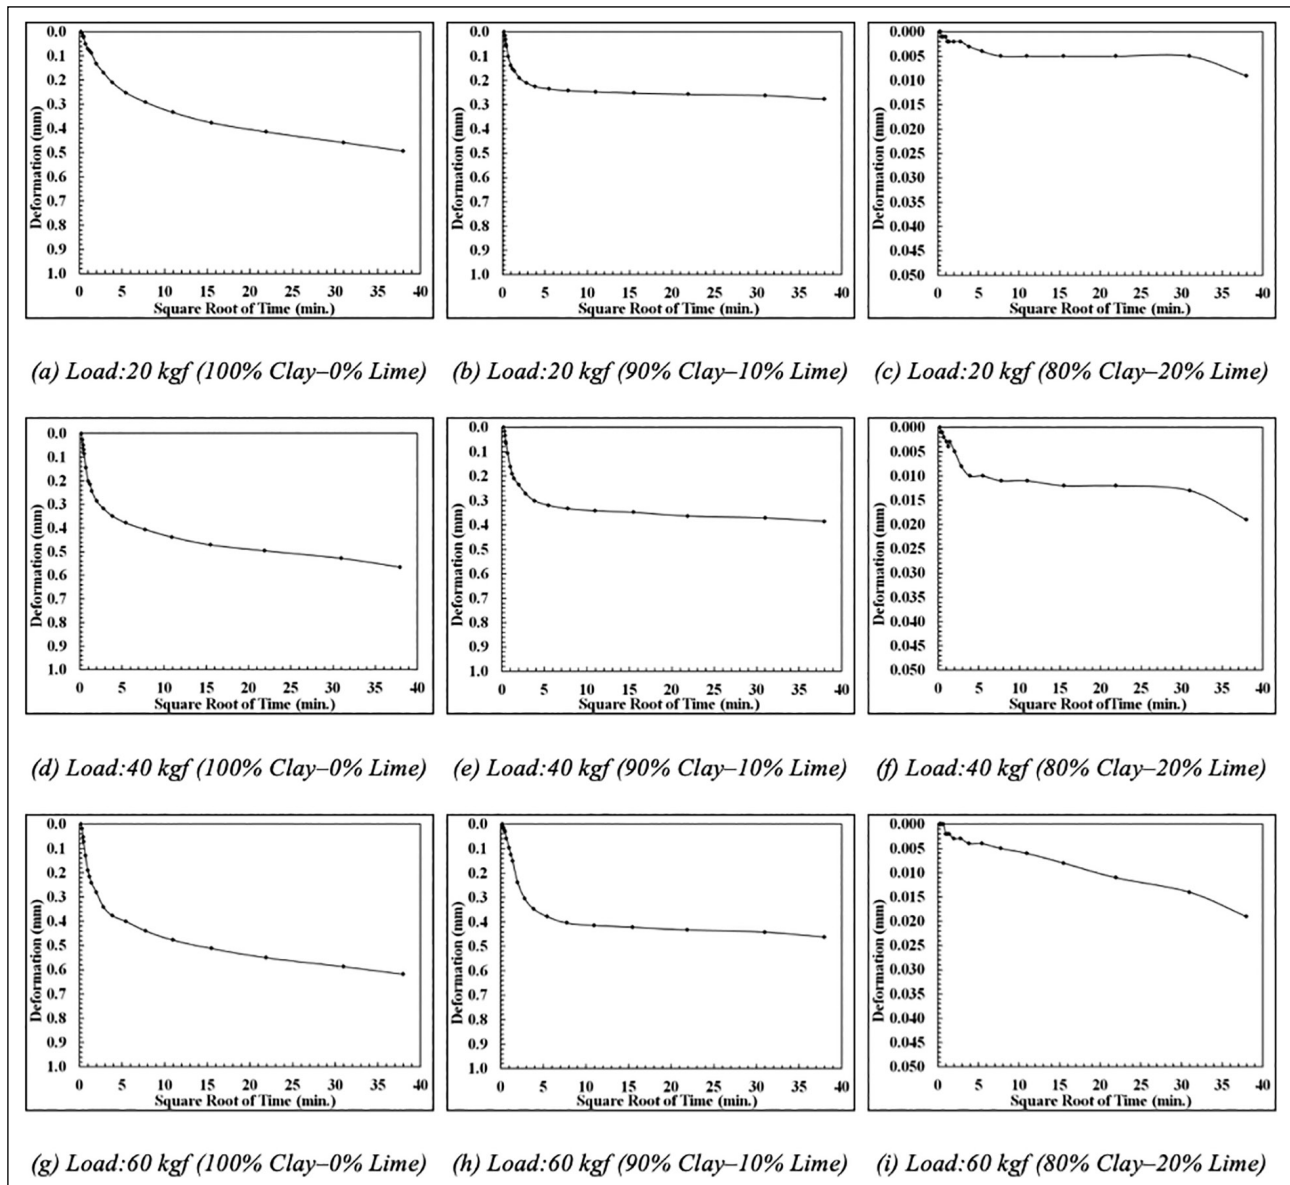 0.0 0.1 0.2 0.3 0.4 0.5 0.6 0.7 0.8 0.9 1.0
Deformation (mm)
0 5 10 15 20 25 30 35 40
Square Root of Time (min.)
0.0 0.1 0.2 0.3 0.4 0.5 0.6 0.7 0.8 0.9 1.0
Deformation (mm)
0 5 10 15 20 25 30 35 40
Square Root of Time (min.)
0.000 0.005 0.010 0.015 0.020 0.025 0.030 0.035 0.040 0.045 0.050
Deformation (mm)
0 5 10 15 20 25 30 35 40
Square Root of Time (min.)
(a) Load:20 kgf (100% Clay–0% Lime)
(b) Load:20 kgf (90% Clay–10% Lime)
(c) Load:20 kgf (80% Clay–20% Lime)
0.0 0.1 0.2 0.3 0.4 0.5 0.6 0.7 0.8 0.9 1.0
Deformation (mm)
0 5 10 15 20 25 30 35 40
Square Root of Time (min.)
0.0 0.1 0.2 0.3 0.4 0.5 0.6 0.7 0.8 0.9 1.0
Deformation (mm)
0 5 10 15 20 25 30 35 40
Square Root of Time (min.)
0.000 0.005 0.010 0.015 0.020 0.025 0.030 0.035 0.040 0.045 0.050
Deformation (mm)
0 5 10 15 20 25 30 35 40
Square Root ofTime (min.)
(d) Load:40 kgf (100% Clay–0% Lime)
(e) Load:40 kgf (90% Clay–10% Lime)
(f) Load:40 kgf (80% Clay–20% Lime)
0.0 0.1 0.2 0.3 0.4 0.5 0.6 0.7 0.8 0.9 1.0
Deformation (mm)
0 5 10 15 20 25 30 35 40
Square Root of Time (min.)
0.0 0.1 0.2 0.3 0.4 0.5 0.6 0.7 0.8 0.9 1.0
Deformation (mm)
0 5 10 15 20 25 30 35 40
Square Root of Time (min.)
0.000 0.005 0.010 0.015 0.020 0.025 0.030 0.035 0.040 0.045 0.050
Deformation (mm)
0 5 10 15 20 25 30 35 40
Square Root of Time (min.)
(g) Load:60 kgf (100% Clay–0% Lime)
(h) Load:60 kgf (90% Clay–10% Lime)
(i) Load:60 kgf (80% Clay–20% Lime)